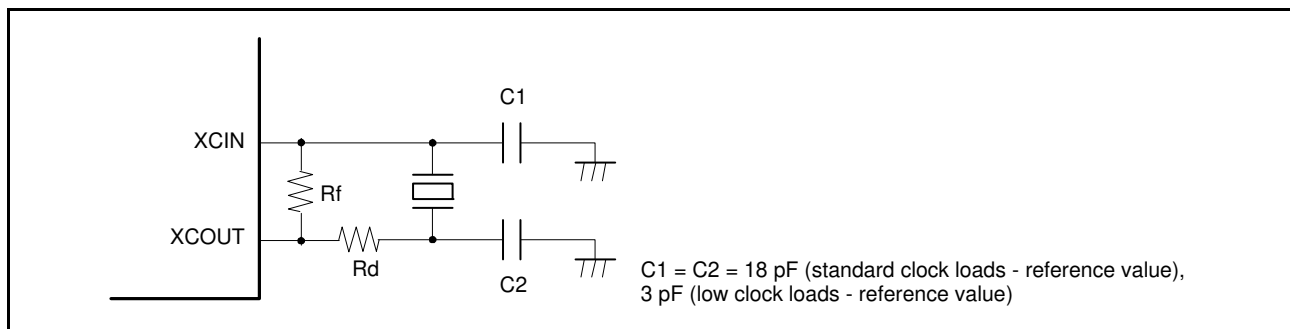 C1
XCIN
Rf
XCOUT
Rd
C2
C1 = C2 = 18 pF (standard clock loads - reference value),
3 pF (low clock loads - reference value)